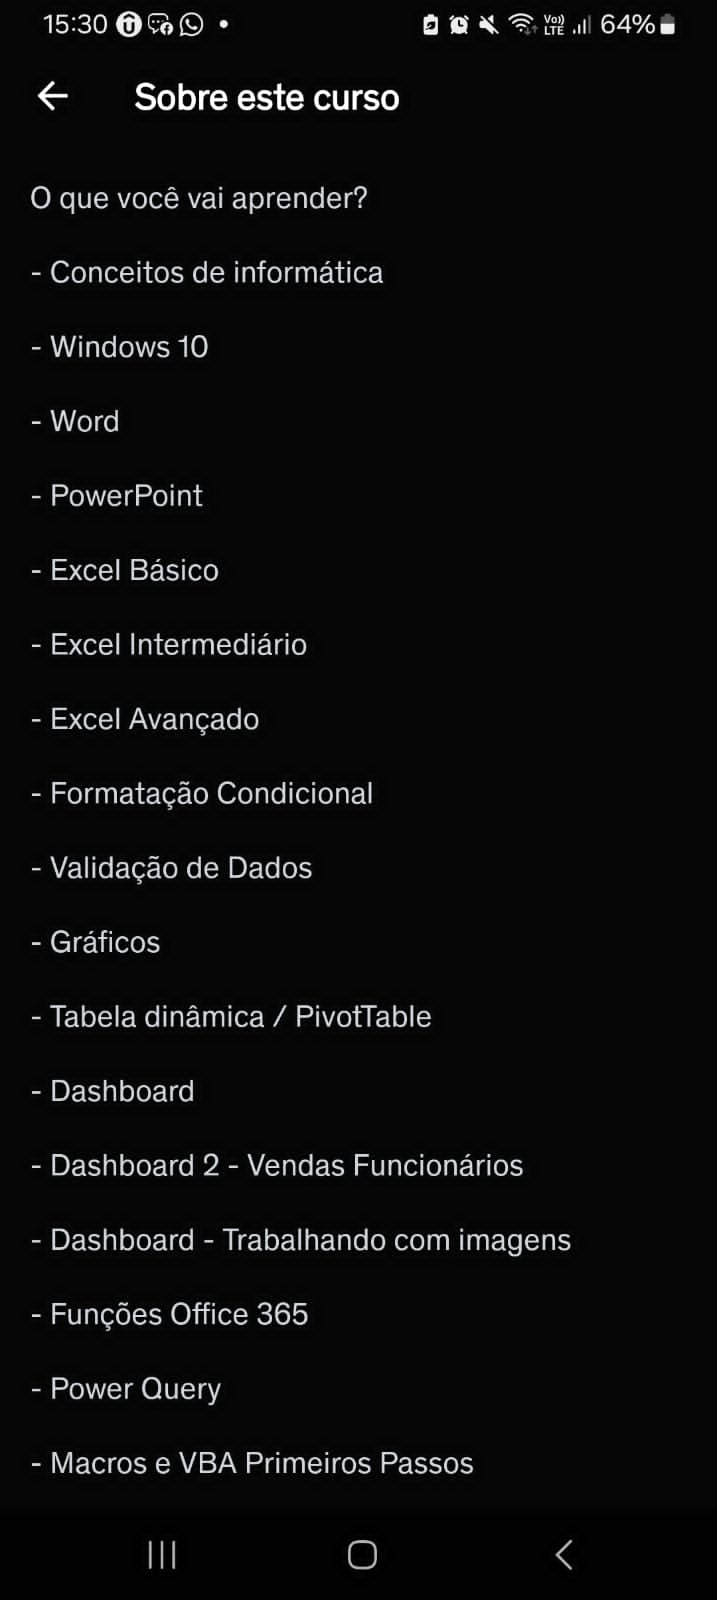 15:30
Vo))
LTE
64%
Sobre este curso
O que você vai aprender?
- Conceitos de informática
- Windows 10
- Word
- PowerPoint
- Excel Básico
- Excel Intermediário
- Excel Avançado
- Formatação Condicional
- Validação de Dados
- Gráficos
- Tabela dinâmica / PivotTable
- Dashboard
- Dashboard 2 - Vendas Funcionários
- Dashboard - Trabalhando com imagens
- Funções Office 365
- Power Query
- Macros e VBA Primeiros Passos